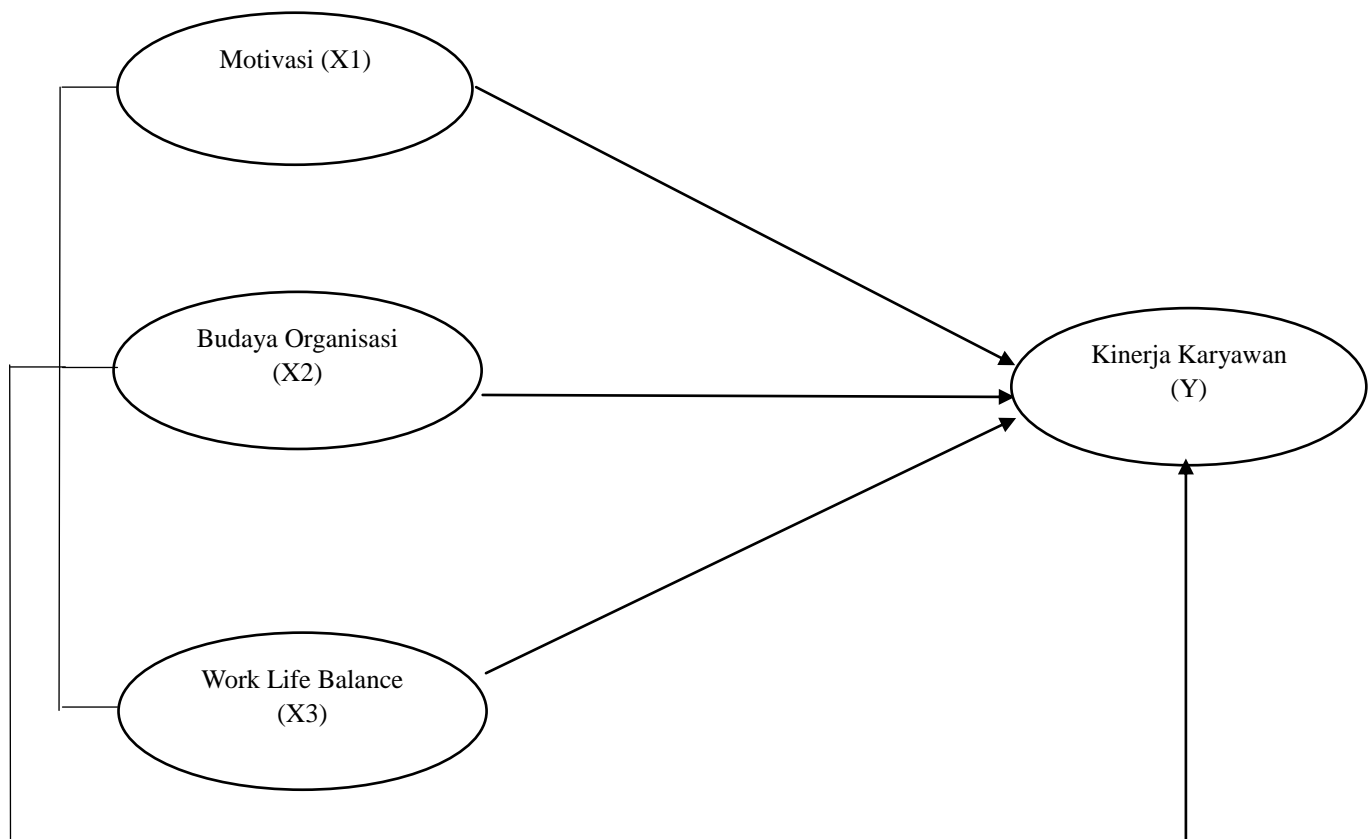 Motivasi (X1)
Budaya Organisasi
(X2)
Kinerja Karyawan
(Y)
Work Life Balance
(X3)